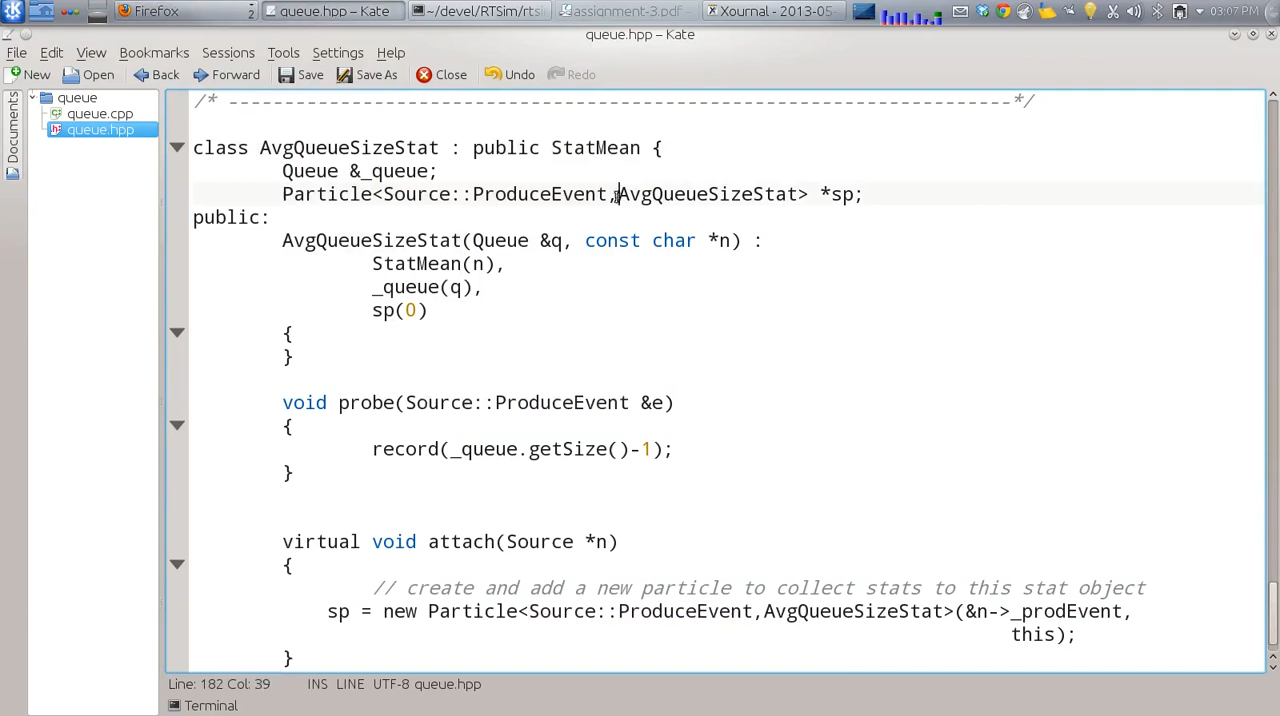 Firefox 2 queue.hpp – Kate ~/devel/RTSim/rtsi assignment-3.pdf – Xournal – 2013-05- 03:07 PM
queue.hpp – Kate
File Edit View Bookmarks Sessions Tools Settings Help
New Open Back Forward Save Save As Close Undo Redo
Documents
queue
queue.cpp
queue.hpp
/* ----------------------------------------------------------------------*/
class AvgQueueSizeStat : public StatMean {
Queue &_queue;
Particle<Source::ProduceEvent,AvgQueueSizeStat> *sp;
public:
AvgQueueSizeStat(Queue &q, const char *n) :
StatMean(n),
_queue(q),
sp(0)
{
}
void probe(Source::ProduceEvent &e)
{
record(_queue.getSize()-1);
}
virtual void attach(Source *n)
{
// create and add a new particle to collect stats to this stat object
sp = new Particle<Source::ProduceEvent,AvgQueueSizeStat>(&n->_prodEvent,
this);
}
Line: 182 Col: 39 INS LINE UTF-8 queue.hpp
Terminal